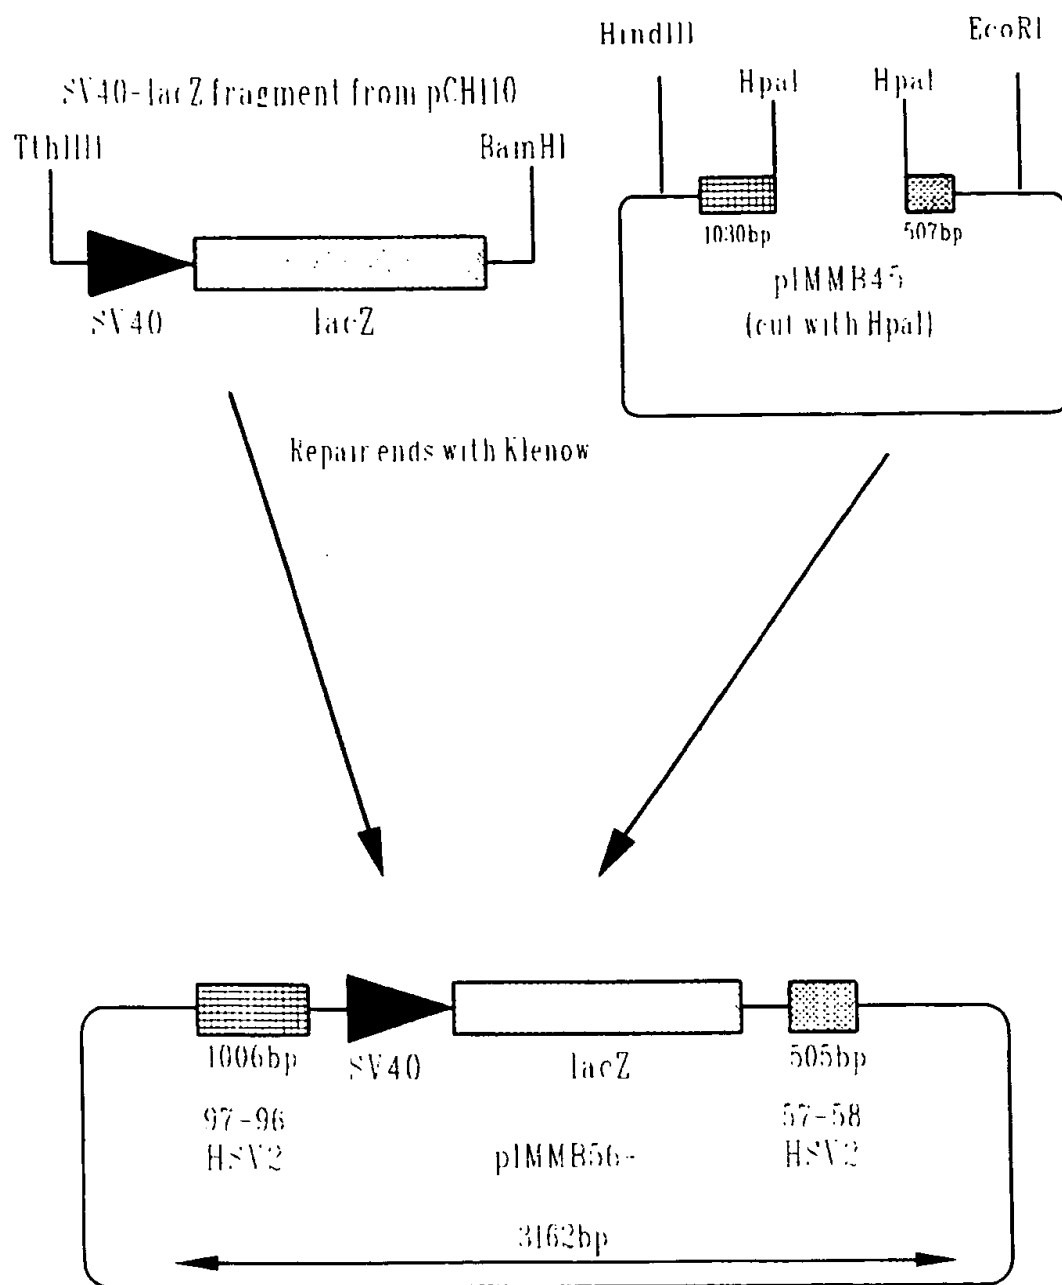 HindIII
EcoRI
SV40-lacZ fragment from pCH110
HpaI
HpaI
Tth111I
BamHI
1030bp
507bp
pIMMB45
(cut with HpaI)
SV40
lacZ
Repair ends with Klenow
1006bp
SV40
lacZ
505bp
97-96
HSV2
pIMMB56-
57-58
HSV2
3162bp